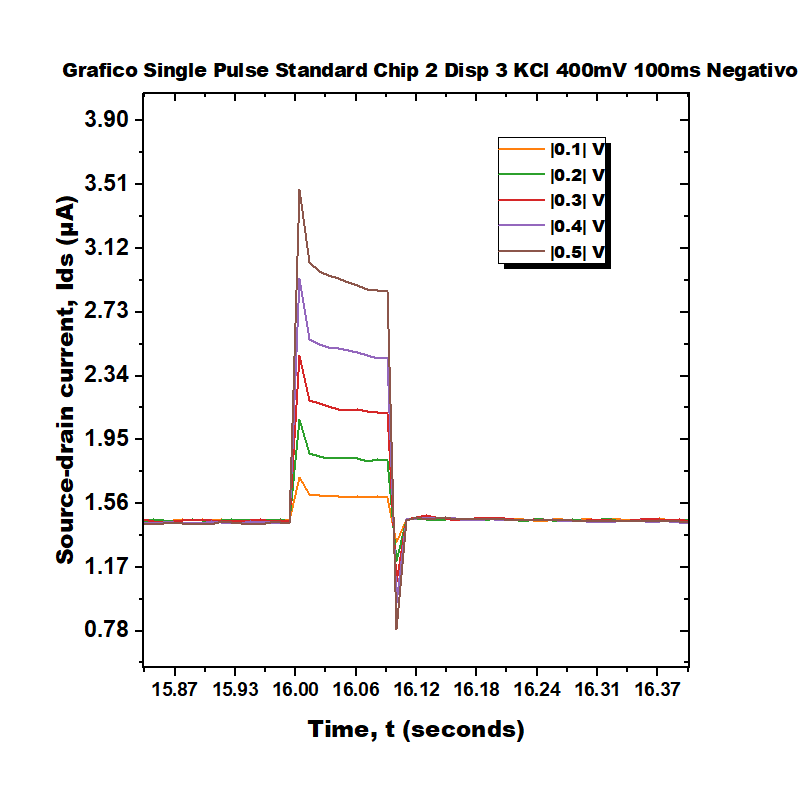 Grafico Single Pulse Standard Chip 2 Disp 3 KCl 400mV 100ms Negativo
3.90
3.51
3.12
2.73
2.34
1.95
1.56
1.17
0.78
Source-drain current, Ids (µA)
|0.1| V
|0.2| V
|0.3| V
|0.4| V
|0.5| V
15.87 15.93 16.00 16.06 16.12 16.18 16.24 16.31 16.37
Time, t (seconds)